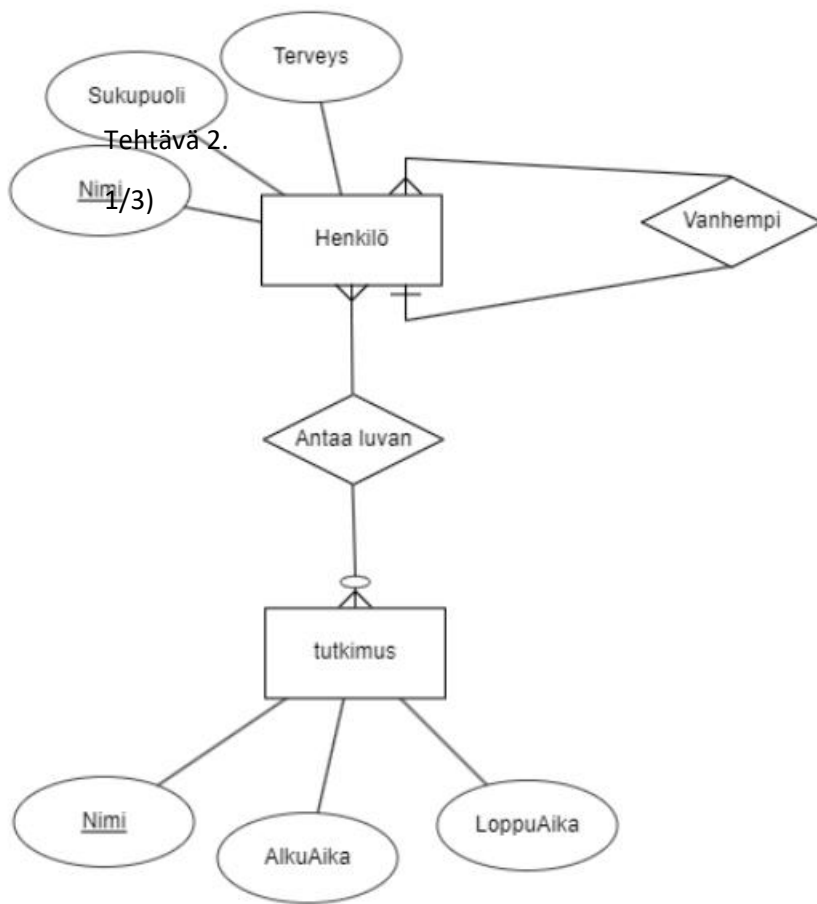 Terveys
Sukupuoli
Tehtävä 2.
Nimi
1/3)
Henkilö
Vanhempi
Antaa luvan
tutkimus
Nimi
AlkuAika
LoppuAika